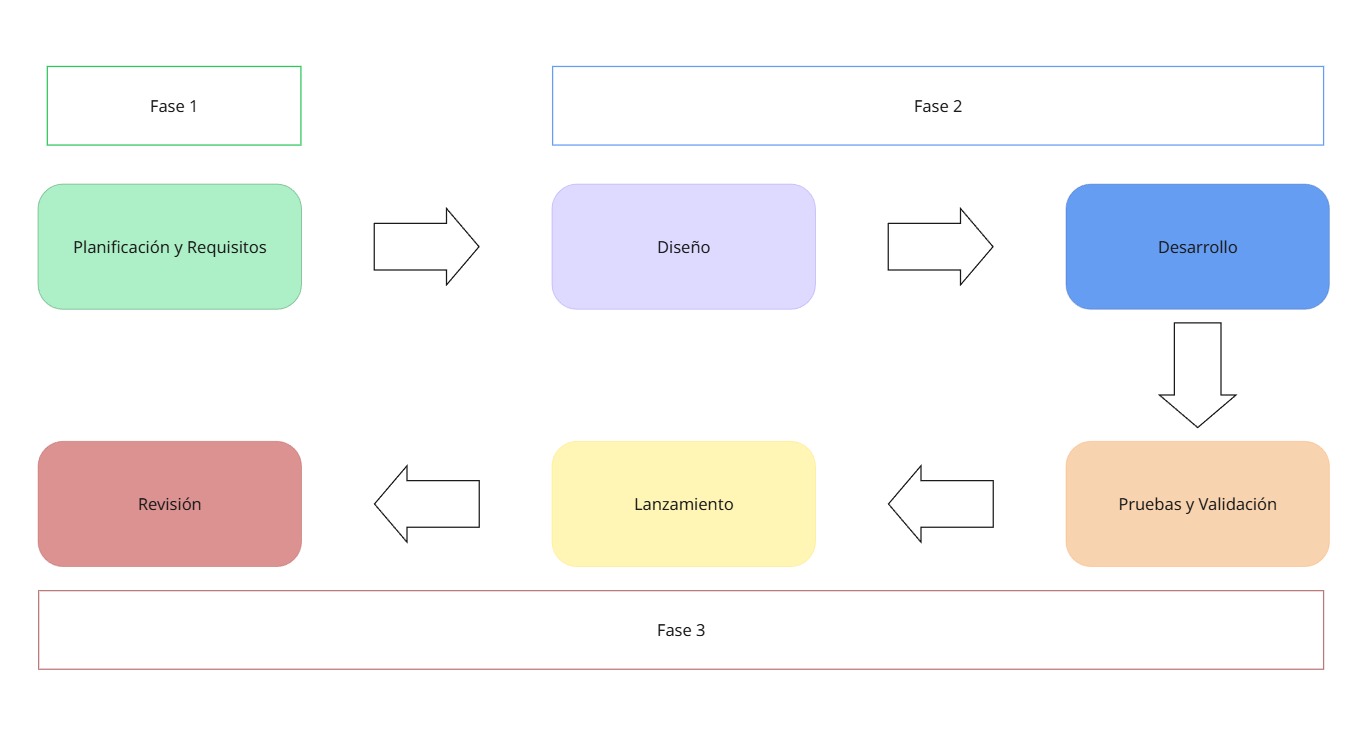 Fase 1
Fase 2
Planificación y Requisitos
Diseño
Desarrollo
Revisión
Lanzamiento
Pruebas y Validación
Fase 3